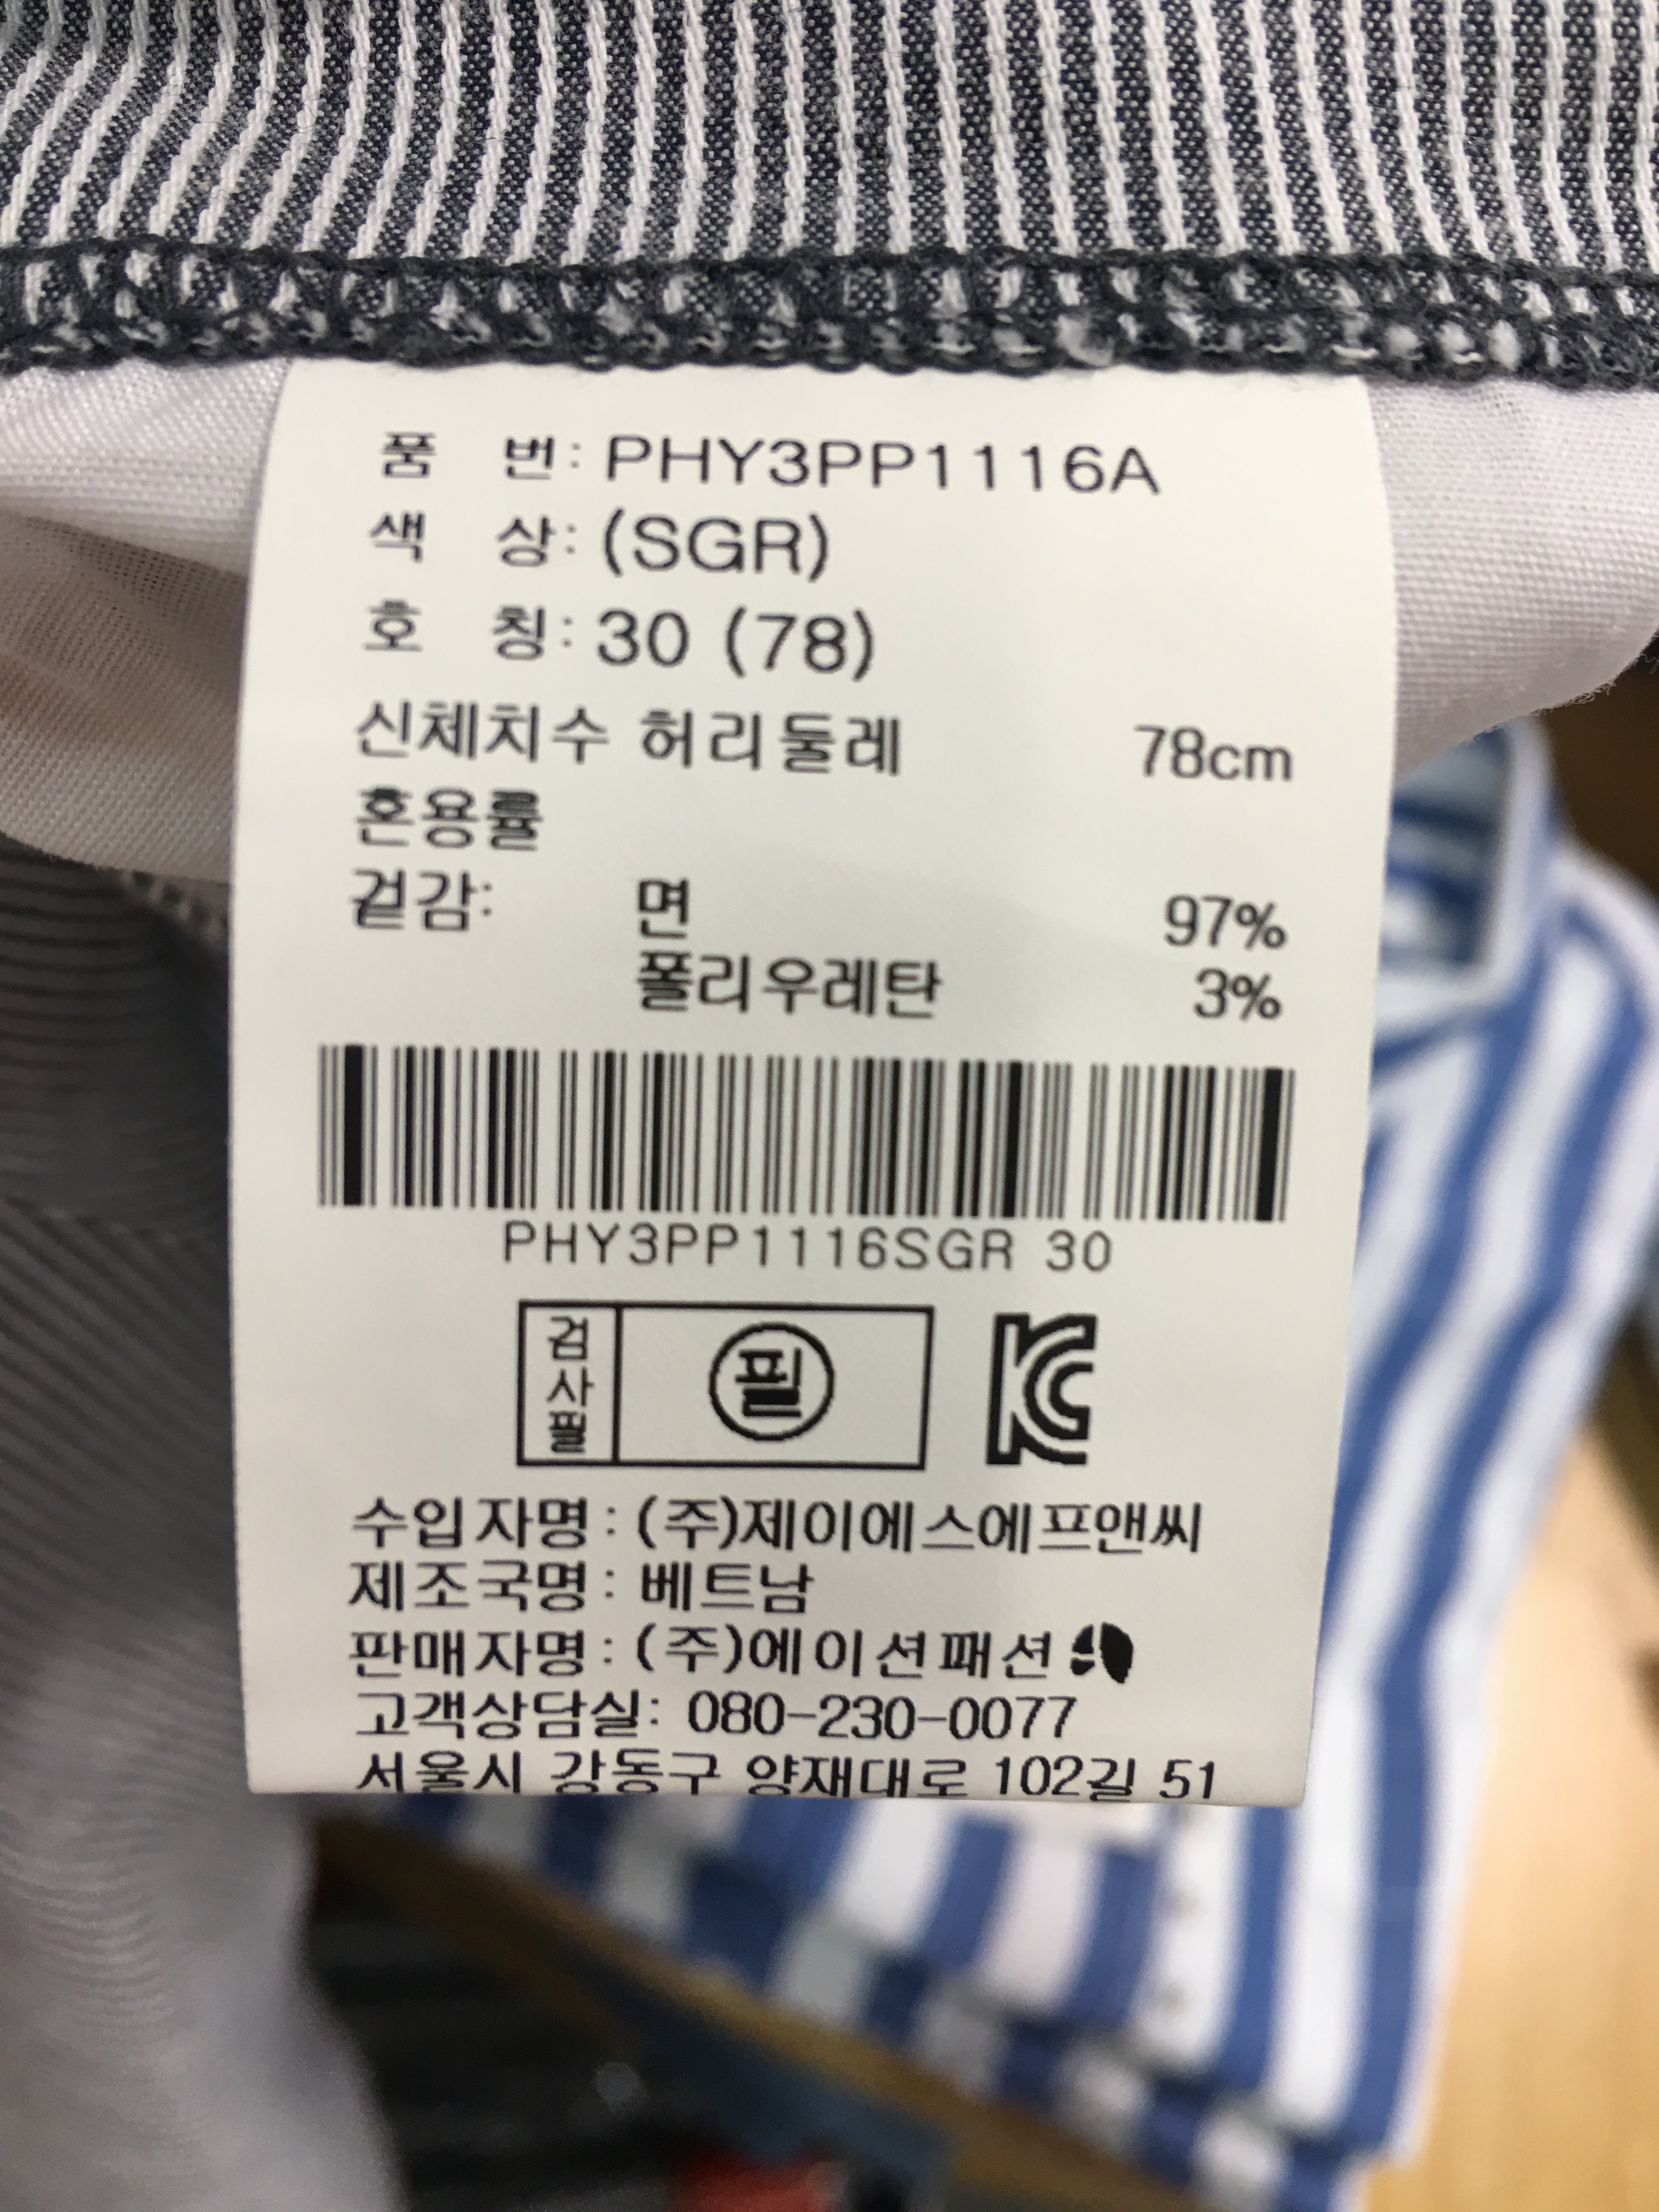 품 번: PHY3PP1116A
색 상: (SGR)
호 칭: 30 (78)
신체치수 허리둘레 78cm
혼용률
겉감: 면 97%
폴리우레탄 3%
PHY3PP1116SGR 30
검사필 필
수입자명 : (주)제이에스에프앤씨
제조국명 : 베트남
판매자명 : (주)에이션패션
고객상담실: 080-230-0077
서울시 강동구 양재대로 102길 51